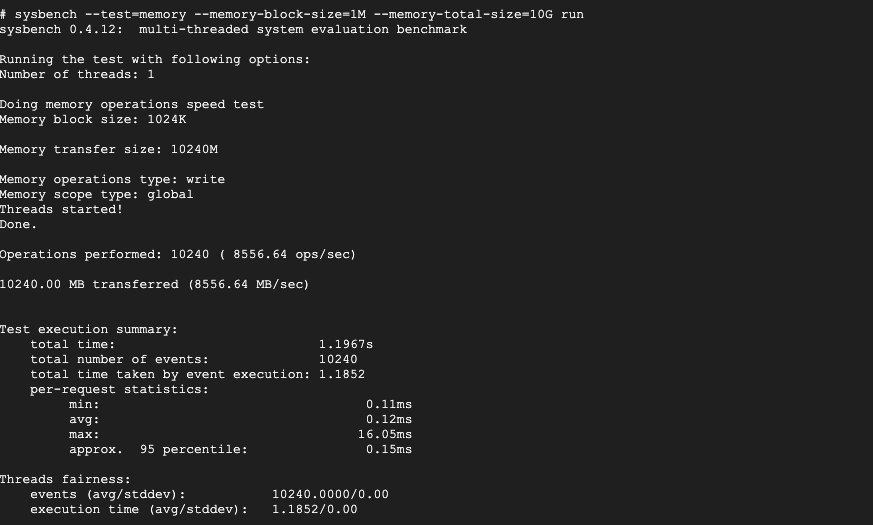 # sysbench --test=memory --memory-block-size=1M --memory-total-size=10G run
sysbench 0.4.12:  multi-threaded system evaluation benchmark

Running the test with following options:
Number of threads: 1

Doing memory operations speed test
Memory block size: 1024K

Memory transfer size: 10240M

Memory operations type: write
Memory scope type: global
Threads started!
Done.

Operations performed: 10240 ( 8556.64 ops/sec)

10240.00 MB transferred (8556.64 MB/sec)


Test execution summary:
    total time:                          1.1967s
    total number of events:              10240
    total time taken by event execution: 1.1852
    per-request statistics:
         min:                                  0.11ms
         avg:                                  0.12ms
         max:                                 16.05ms
         approx.  95 percentile:               0.15ms

Threads fairness:
    events (avg/stddev):           10240.0000/0.00
    execution time (avg/stddev):   1.1852/0.00